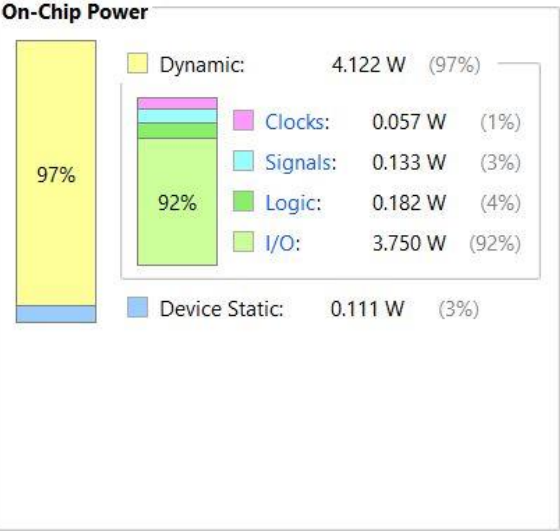 On-Chip Power
Dynamic: 4.122 W (97%)
97%
Clocks: 0.057 W (1%)
Signals: 0.133 W (3%)
92%
Logic: 0.182 W (4%)
I/O: 3.750 W (92%)
Device Static: 0.111 W (3%)